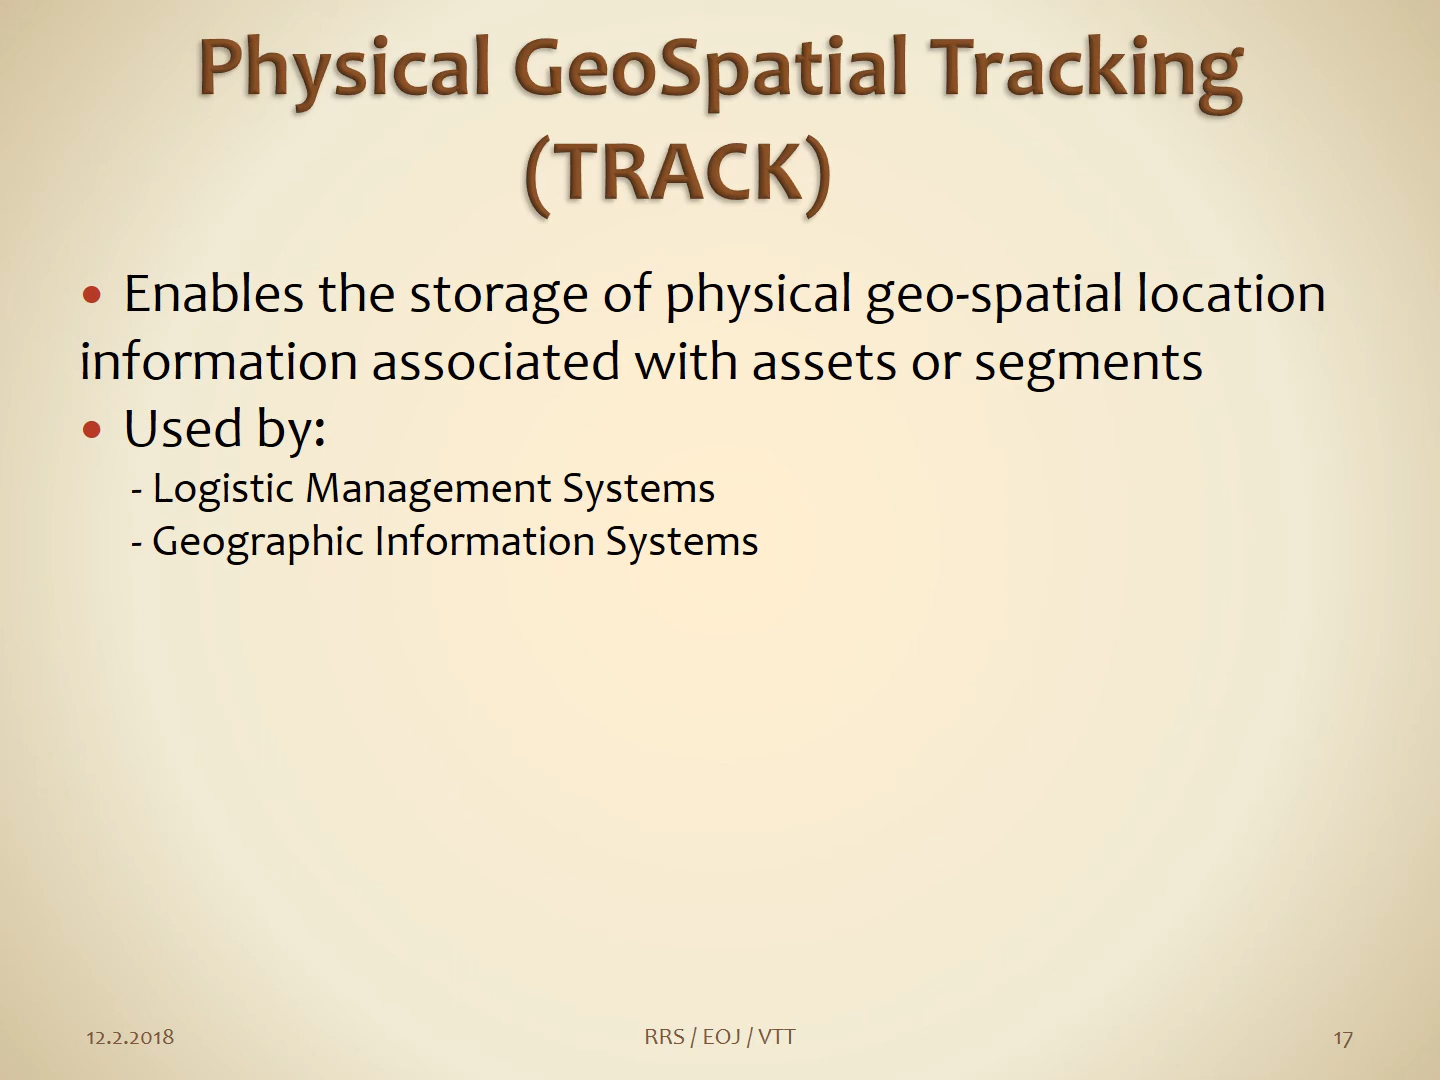 Physical GeoSpatial Tracking
(TRACK)
• Enables the storage of physical geo-spatial location
information associated with assets or segments
• Used by:
- Logistic Management Systems
- Geographic Information Systems
12.2.2018
RRS / EOJ / VTT
17